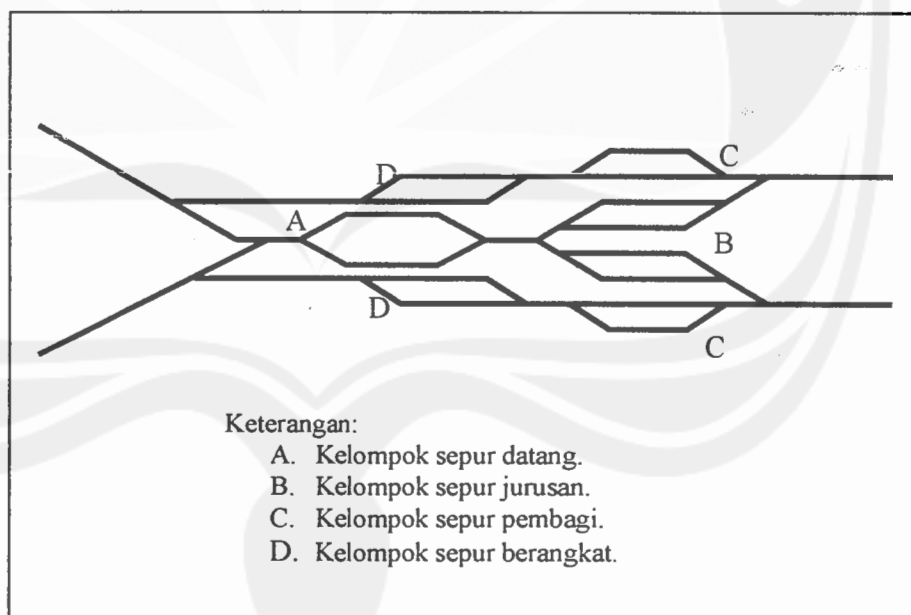 D
C
A
B
D
C
Keterangan:
A. Kelompok sepur datang.
B. Kelompok sepur jurusan.
C. Kelompok sepur pembagi.
D. Kelompok sepur berangkat.